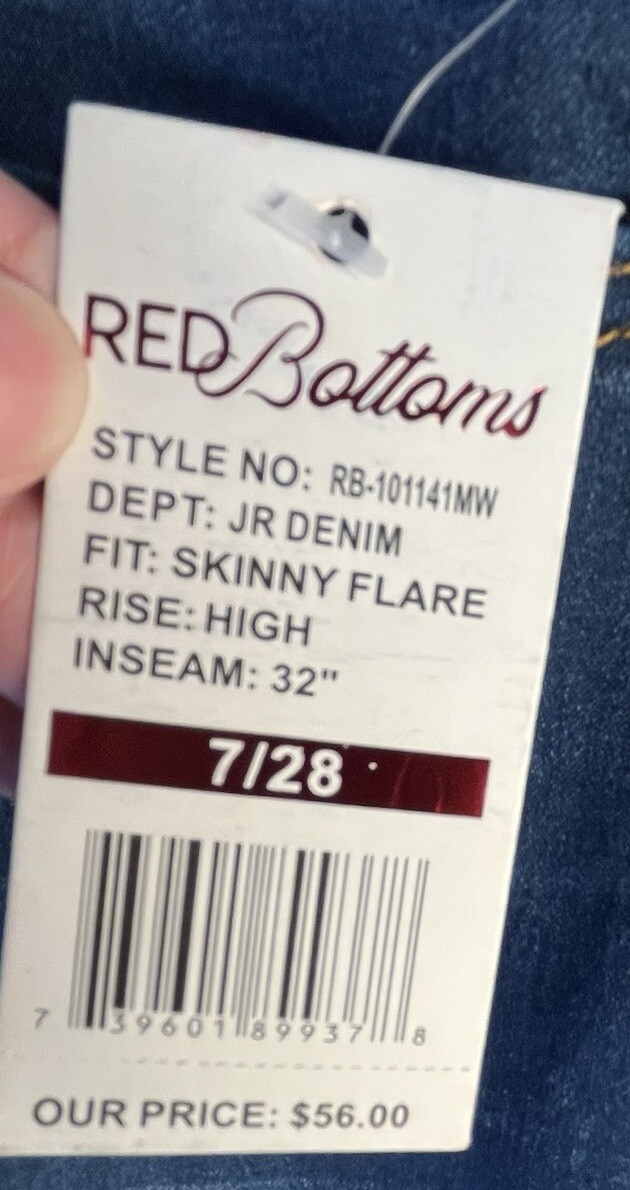 RED Bottoms
STYLE NO: RB-101141MW
DEPT: JR DENIM
FIT: SKINNY FLARE
RISE: HIGH
INSEAM: 32"
7/28
7 39601 89937 8
OUR PRICE: $56.00